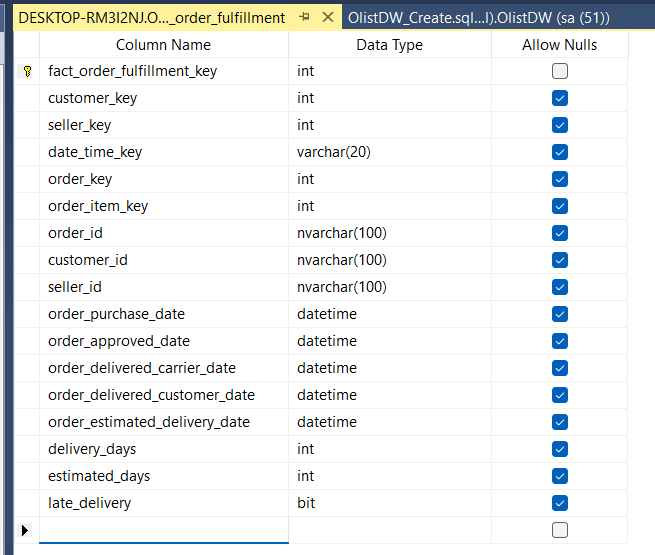 DESKTOP-RM3I2NJ.O..._order_fulfillment OlistDW_Create.sql...l).OlistDW (sa (51))
Column Name Data Type Allow Nulls
fact_order_fulfillment_key int
customer_key int
seller_key int
date_time_key varchar(20)
order_key int
order_item_key int
order_id nvarchar(100)
customer_id nvarchar(100)
seller_id nvarchar(100)
order_purchase_date datetime
order_approved_date datetime
order_delivered_carrier_date datetime
order_delivered_customer_date datetime
order_estimated_delivery_date datetime
delivery_days int
estimated_days int
late_delivery bit